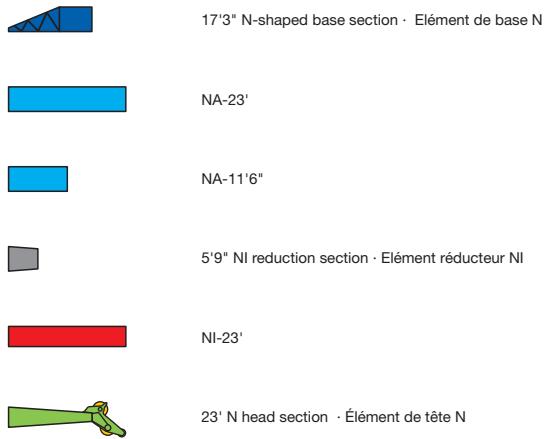 17'3" N-shaped base section · Elément de base N
NA-23'
NA-11'6"
5'9" NI reduction section · Elément réducteur NI
NI-23'
23' N head section · Élément de tête N